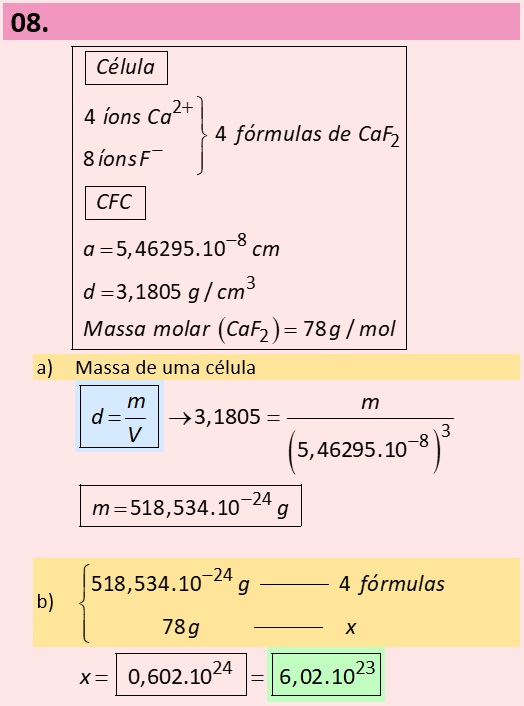 08.
Célula
4 íons Ca²⁺
8 íons F⁻
4 fórmulas de CaF₂
CFC
a = 5,46295.10⁻⁸ cm
d = 3,1805 g / cm³
Massa molar (CaF₂) = 78 g / mol
a) Massa de uma célula
d = m/V → 3,1805 = m/(5,46295.10⁻⁸)³
m = 518,534.10⁻²⁴ g
b) 518,534.10⁻²⁴ g —— 4 fórmulas
78 g —— x
x = 0,602.10²⁴ = 6,02.10²³